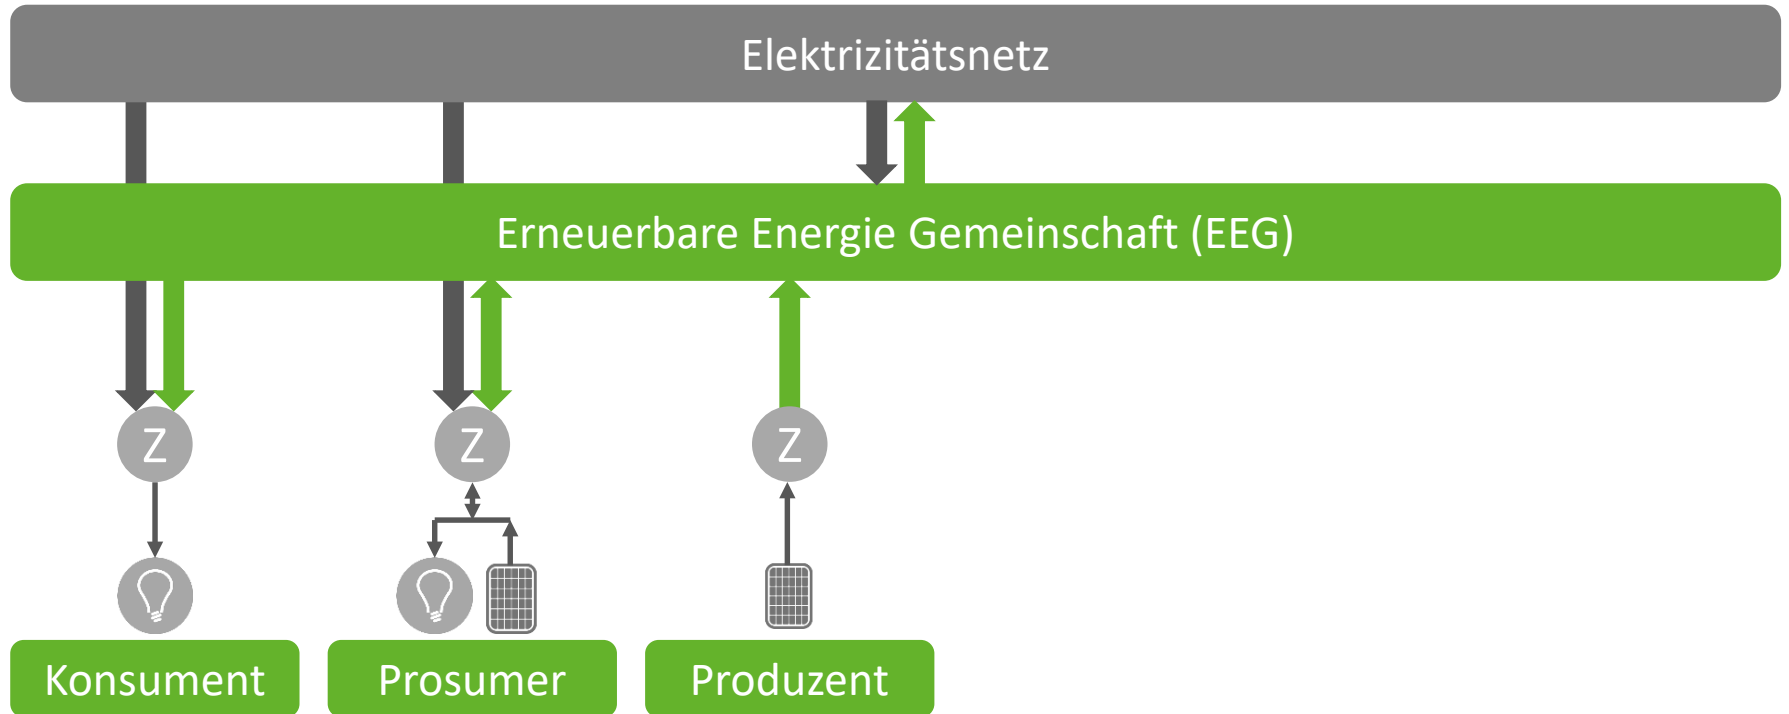 Elektrizitätsnetz
Erneuerbare Energie Gemeinschaft (EEG)
Z Z Z
Konsument Prosumer Produzent